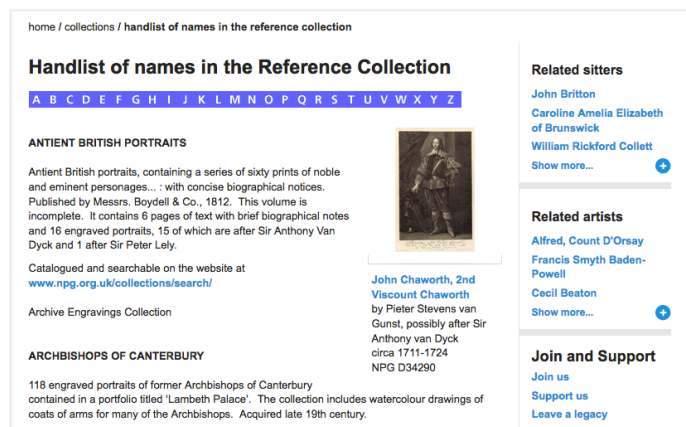 home / collections / handlist of names in the reference collection
Handlist of names in the Reference Collection
A B C D E F G H I J K L M N O P Q R S T U V W X Y Z
ANTIENT BRITISH PORTRAITS
Antient British portraits, containing a series of sixty prints of noble
and eminent personages... : with concise biographical notices.
Published by Messrs. Boydell & Co., 1812. This volume is
incomplete. It contains 6 pages of text with brief biographical notes
and 16 engraved portraits, 15 of which are after Sir Anthony Van
Dyck and 1 after Sir Peter Lely.
Catalogued and searchable on the website at
www.npg.org.uk/collections/search/
Archive Engravings Collection
John Chaworth, 2nd
Viscount Chaworth
by Pieter Stevens van
Gunst, possibly after Sir
Anthony van Dyck
circa 1711-1724
NPG D34290
ARCHBISHOPS OF CANTERBURY
118 engraved portraits of former Archbishops of Canterbury
contained in a portfolio titled ‘Lambeth Palace’. The collection includes watercolour drawings of
coats of arms for many of the Archbishops. Acquired late 19th century.
Related sitters
John Britton
Caroline Amelia Elizabeth
of Brunswick
William Rickford Collett
Show more...
Related artists
Alfred, Count D'Orsay
Francis Smyth Baden-
Powell
Cecil Beaton
Show more...
Join and Support
Join us
Support us
Leave a legacy